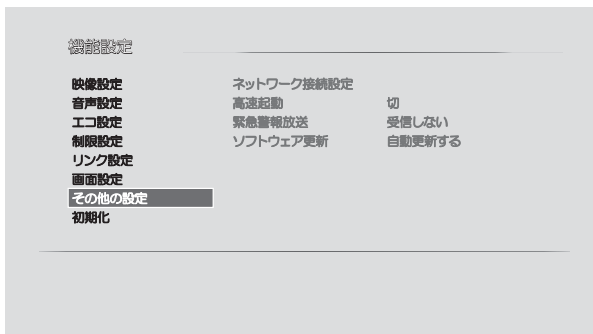 機能設定
映像設定
音声設定
エコ設定
制限設定
リンク設定
画面設定
その他の設定
初期化
ネットワーク接続設定
高速起動 切
緊急警報放送 受信しない
ソフトウェア更新 自動更新する